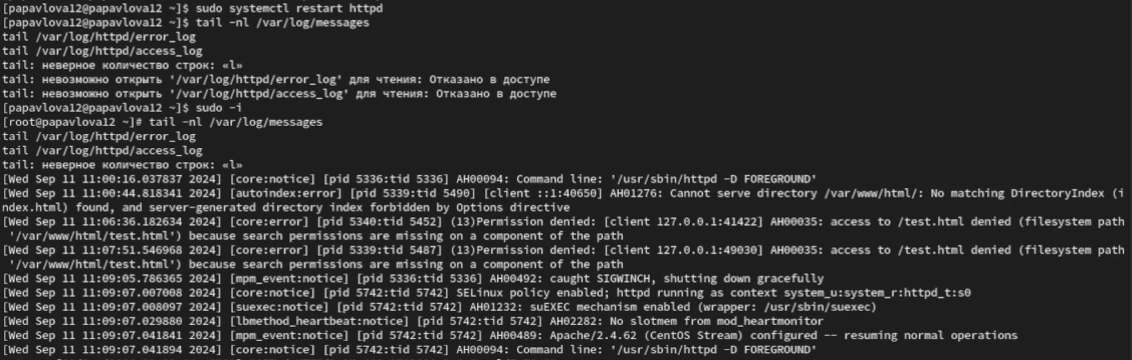 [papavlova12@papavlova12 ~]$ sudo systemctl restart httpd
[papavlova12@papavlova12 ~]$ tail -nl /var/log/messages
tail /var/log/httpd/error_log
tail /var/log/httpd/access_log
tail: неверное количество строк: «l»
tail: невозможно открыть '/var/log/httpd/error_log' для чтения: Отказано в доступе
tail: невозможно открыть '/var/log/httpd/access_log' для чтения: Отказано в доступе
[papavlova12@papavlova12 ~]$ sudo -i
[root@papavlova12 ~]# tail -nl /var/log/messages
tail /var/log/httpd/error_log
tail /var/log/httpd/access_log
tail: неверное количество строк: «l»
[Wed Sep 11 11:00:16.037837 2024] [core:notice] [pid 5336:tid 5336] AH00094: Command line: '/usr/sbin/httpd -D FOREGROUND'
[Wed Sep 11 11:00:44.818341 2024] [autoindex:error] [pid 5339:tid 5490] [client ::1:40650] AH01276: Cannot serve directory /var/www/html/: No matching DirectoryIndex (i
ndex.html) found, and server-generated directory index forbidden by Options directive
[Wed Sep 11 11:06:36.182634 2024] [core:error] [pid 5340:tid 5452] (13)Permission denied: [client 127.0.0.1:41422] AH00035: access to /test.html denied (filesystem path
 '/var/www/html/test.html') because search permissions are missing on a component of the path
[Wed Sep 11 11:07:51.546968 2024] [core:error] [pid 5339:tid 5487] (13)Permission denied: [client 127.0.0.1:49030] AH00035: access to /test.html denied (filesystem path
 '/var/www/html/test.html') because search permissions are missing on a component of the path
[Wed Sep 11 11:09:05.786365 2024] [mpm_event:notice] [pid 5336:tid 5336] AH00492: caught SIGWINCH, shutting down gracefully
[Wed Sep 11 11:09:07.007008 2024] [core:notice] [pid 5742:tid 5742] SELinux policy enabled; httpd running as context system_u:system_r:httpd_t:s0
[Wed Sep 11 11:09:07.008097 2024] [suexec:notice] [pid 5742:tid 5742] AH01232: suEXEC mechanism enabled (wrapper: /usr/sbin/suexec)
[Wed Sep 11 11:09:07.029880 2024] [lbmethod_heartbeat:notice] [pid 5742:tid 5742] AH02282: No slotmem from mod_heartmonitor
[Wed Sep 11 11:09:07.041841 2024] [mpm_event:notice] [pid 5742:tid 5742] AH00489: Apache/2.4.62 (CentOS Stream) configured -- resuming normal operations
[Wed Sep 11 11:09:07.041894 2024] [core:notice] [pid 5742:tid 5742] AH00094: Command line: '/usr/sbin/httpd -D FOREGROUND'